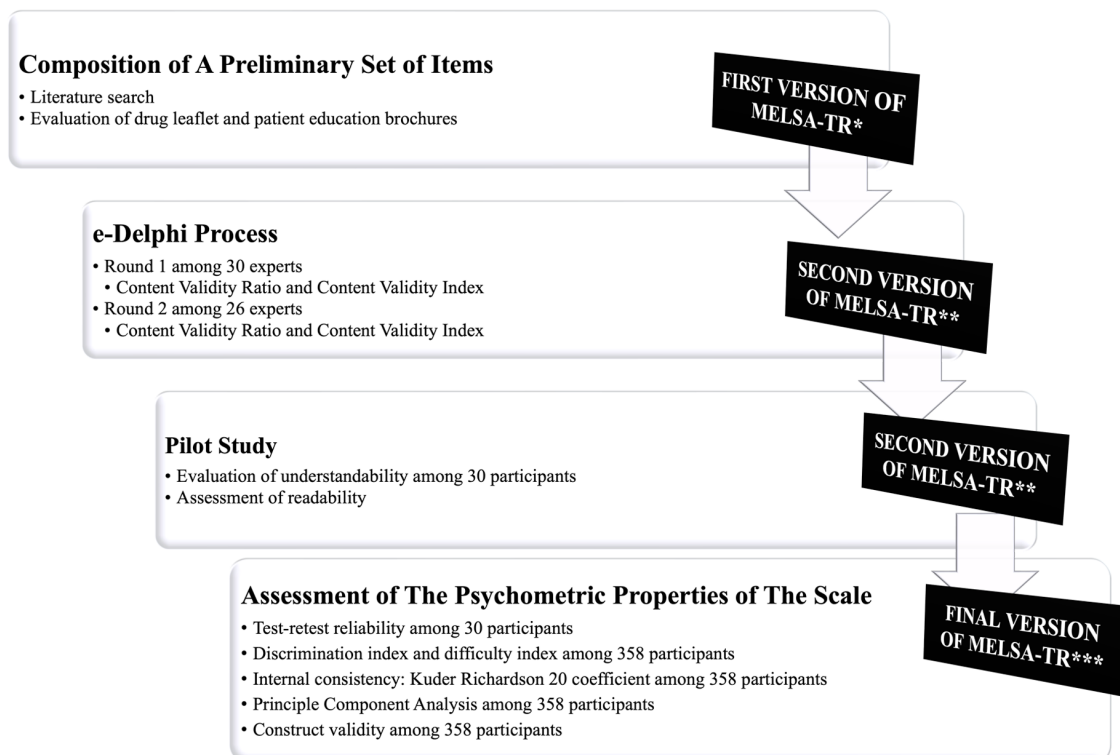 Composition of A Preliminary Set of Items
• Literature search
• Evaluation of drug leaflet and patient education brochures
FIRST VERSION OF
MELSA-TR*
e-Delphi Process
• Round 1 among 30 experts
• Content Validity Ratio and Content Validity Index
• Round 2 among 26 experts
• Content Validity Ratio and Content Validity Index
SECOND VERSION
OF MELSA-TR**
Pilot Study
• Evaluation of understandability among 30 participants
• Assessment of readability
SECOND VERSION
OF MELSA-TR**
Assessment of The Psychometric Properties of The Scale
• Test-retest reliability among 30 participants
• Discrimination index and difficulty index among 358 participants
• Internal consistency: Kuder Richardson 20 coefficient among 358 participants
• Principle Component Analysis among 358 participants
• Construct validity among 358 participants
FINAL VERSION
OF MELSA-TR***